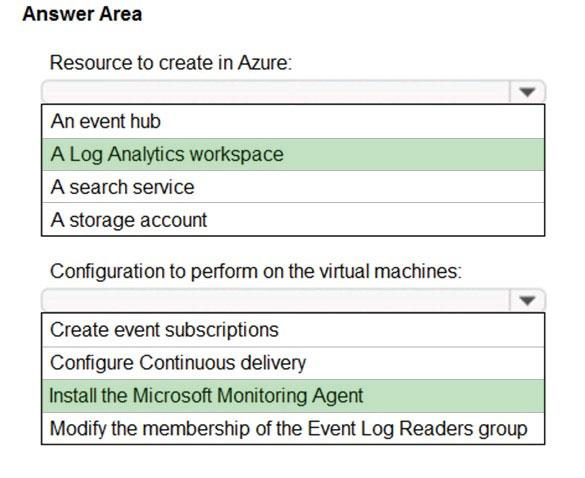 Answer Area
Resource to create in Azure:
An event hub
A Log Analytics workspace
A search service
A storage account
Configuration to perform on the virtual machines:
Create event subscriptions
Configure Continuous delivery
Install the Microsoft Monitoring Agent
Modify the membership of the Event Log Readers group